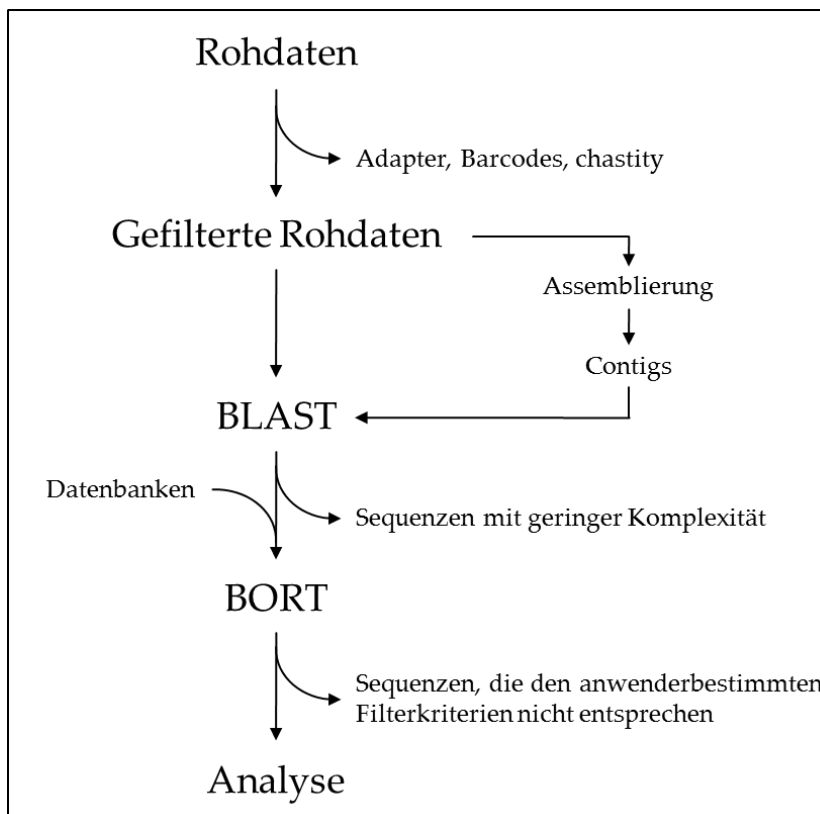 Rohdaten
Adapter, Barcodes, chastity
Gefilterte Rohdaten
Assemblierung
Contigs
BLAST
Datenbanken
Sequenzen mit geringer Komplexität
BORT
Sequenzen, die den anwenderbestimmten
Filterkriterien nicht entsprechen
Analyse